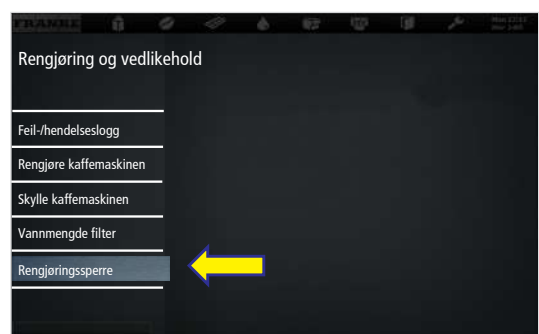 FRANKE
Rengjøring og vedlikehold
Feil-/hendelseslogg
Rengjøre kaffemaskinen
Skylle kaffemaskinen
Vannmengde filter
Rengjøringssperre